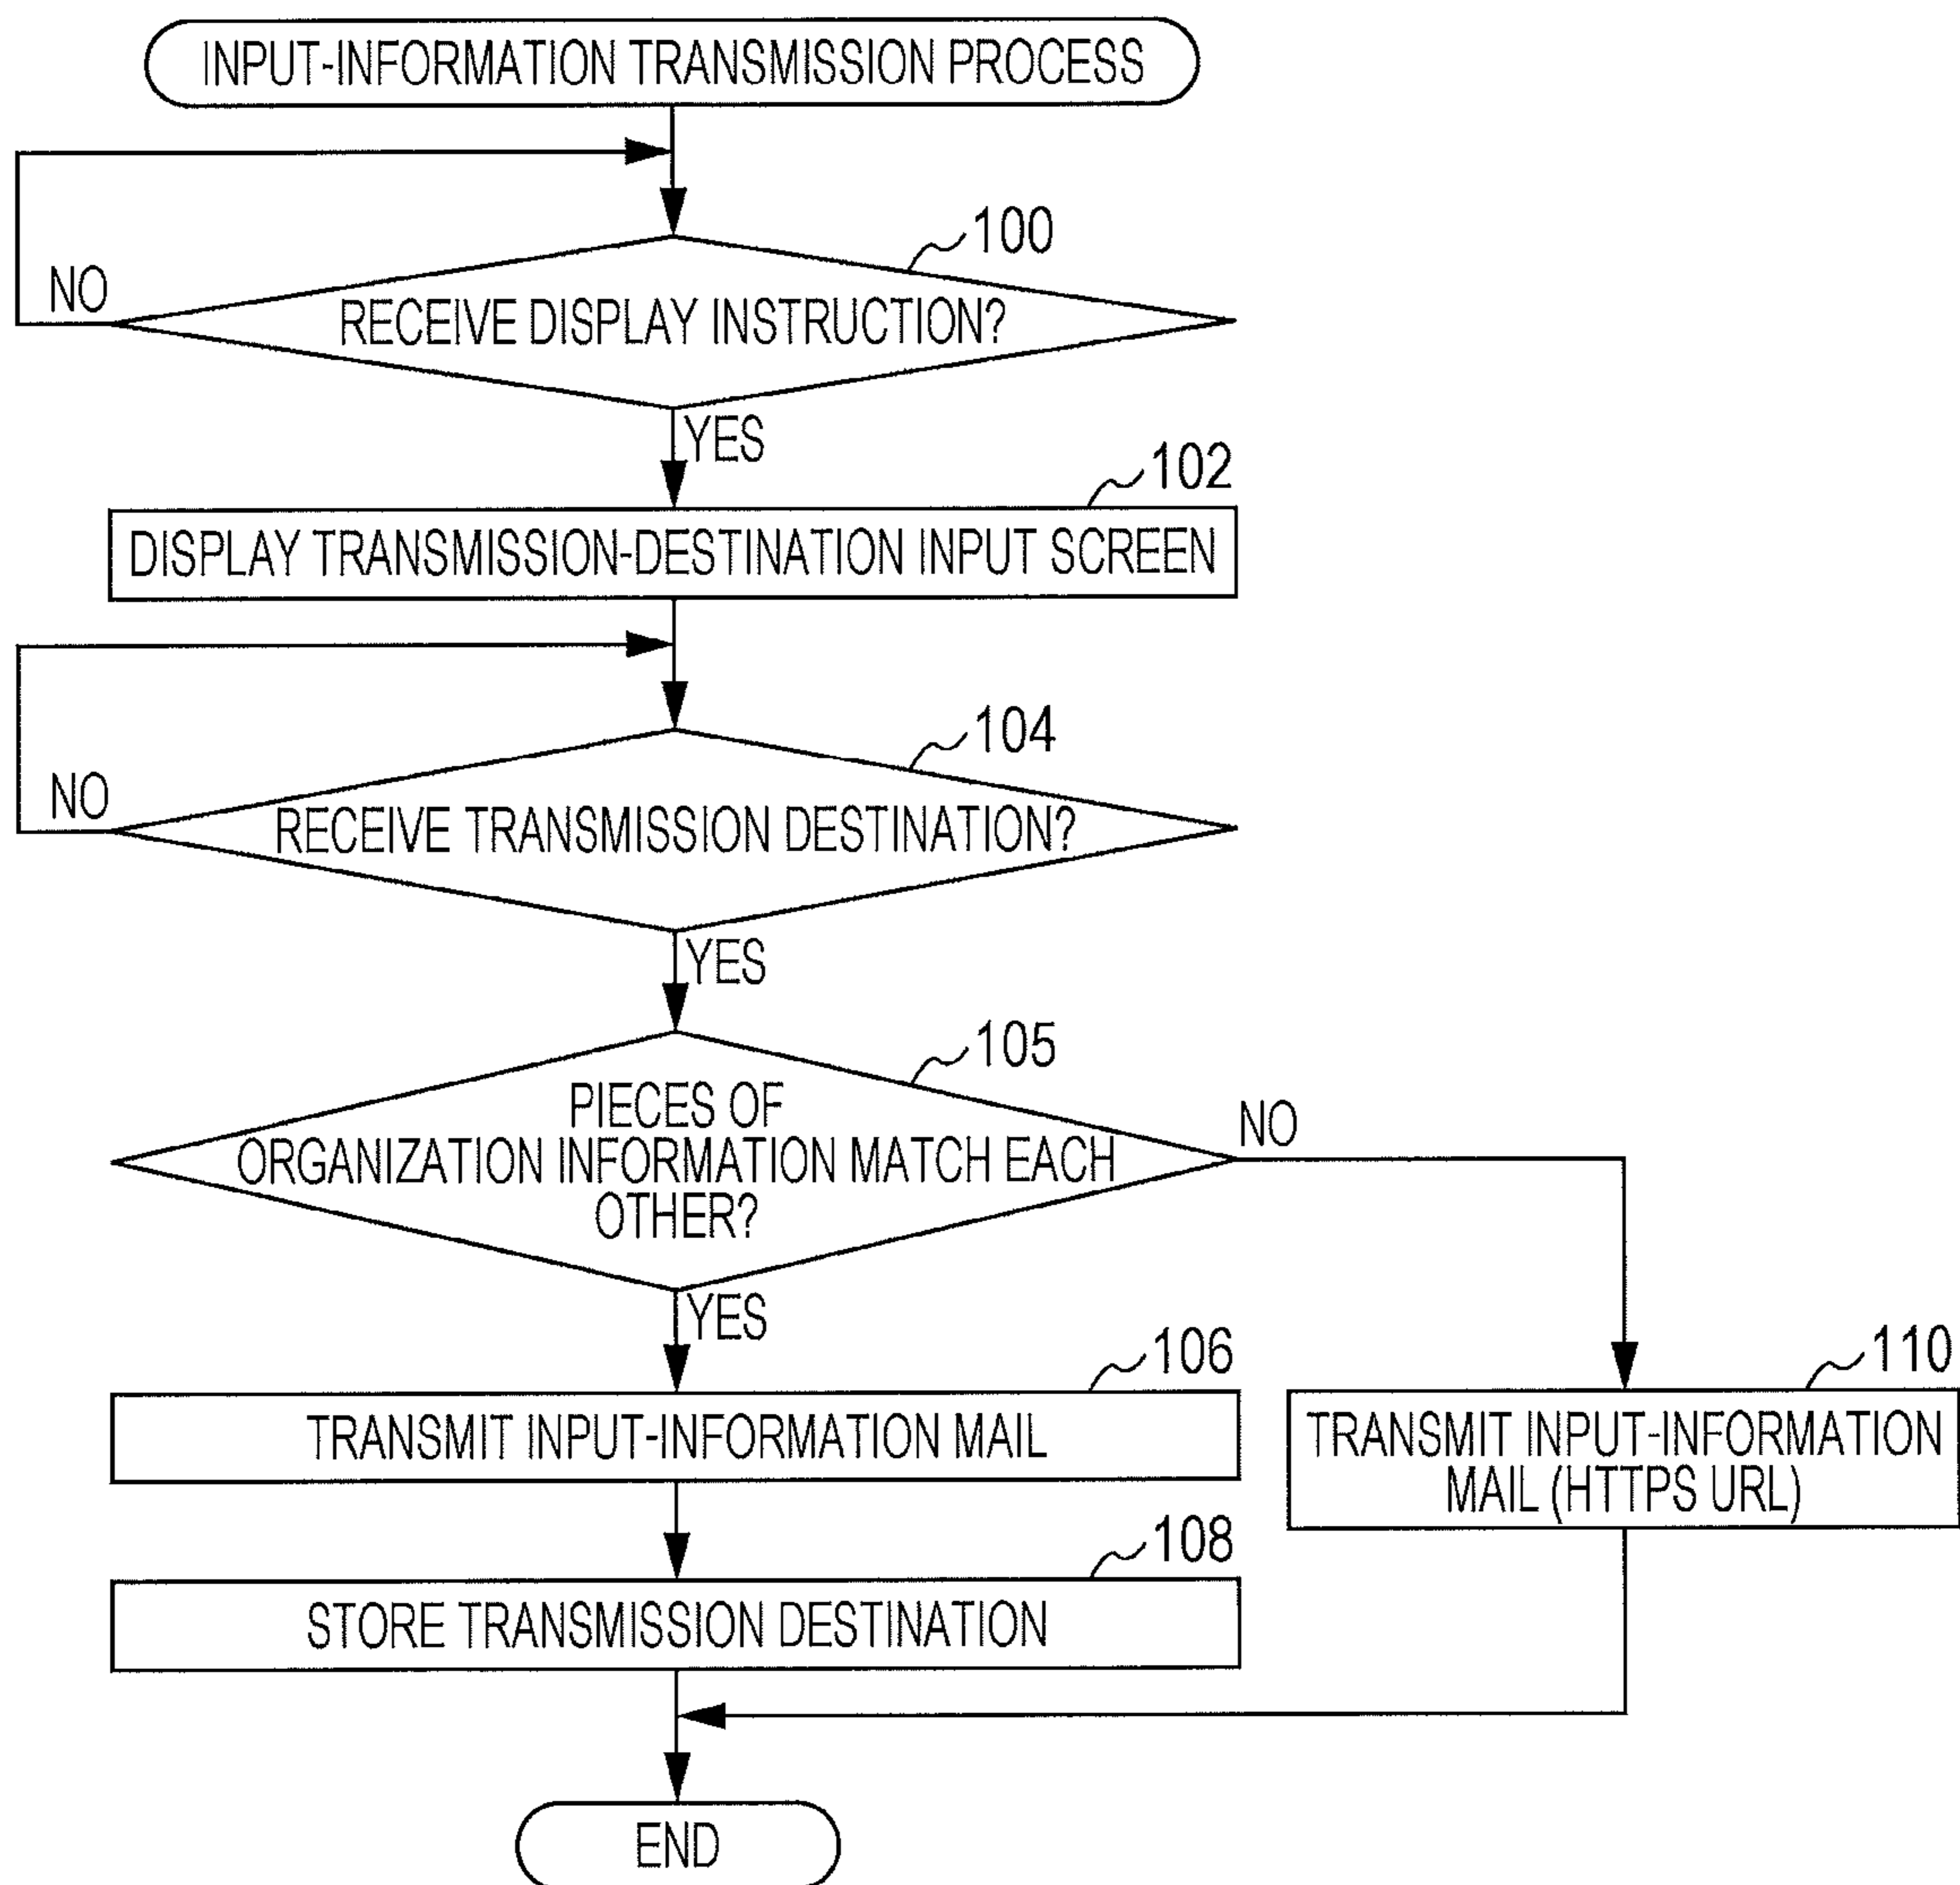 INPUT-INFORMATION TRANSMISSION PROCESS
100
NO
RECEIVE DISPLAY INSTRUCTION?
YES
102
DISPLAY TRANSMISSION-DESTINATION INPUT SCREEN
104
NO
RECEIVE TRANSMISSION DESTINATION?
YES
105
PIECES OF
ORGANIZATION INFORMATION MATCH EACH
OTHER?
NO
YES
106
TRANSMIT INPUT-INFORMATION MAIL
110
TRANSMIT INPUT-INFORMATION
MAIL (HTTPS URL)
108
STORE TRANSMISSION DESTINATION
END